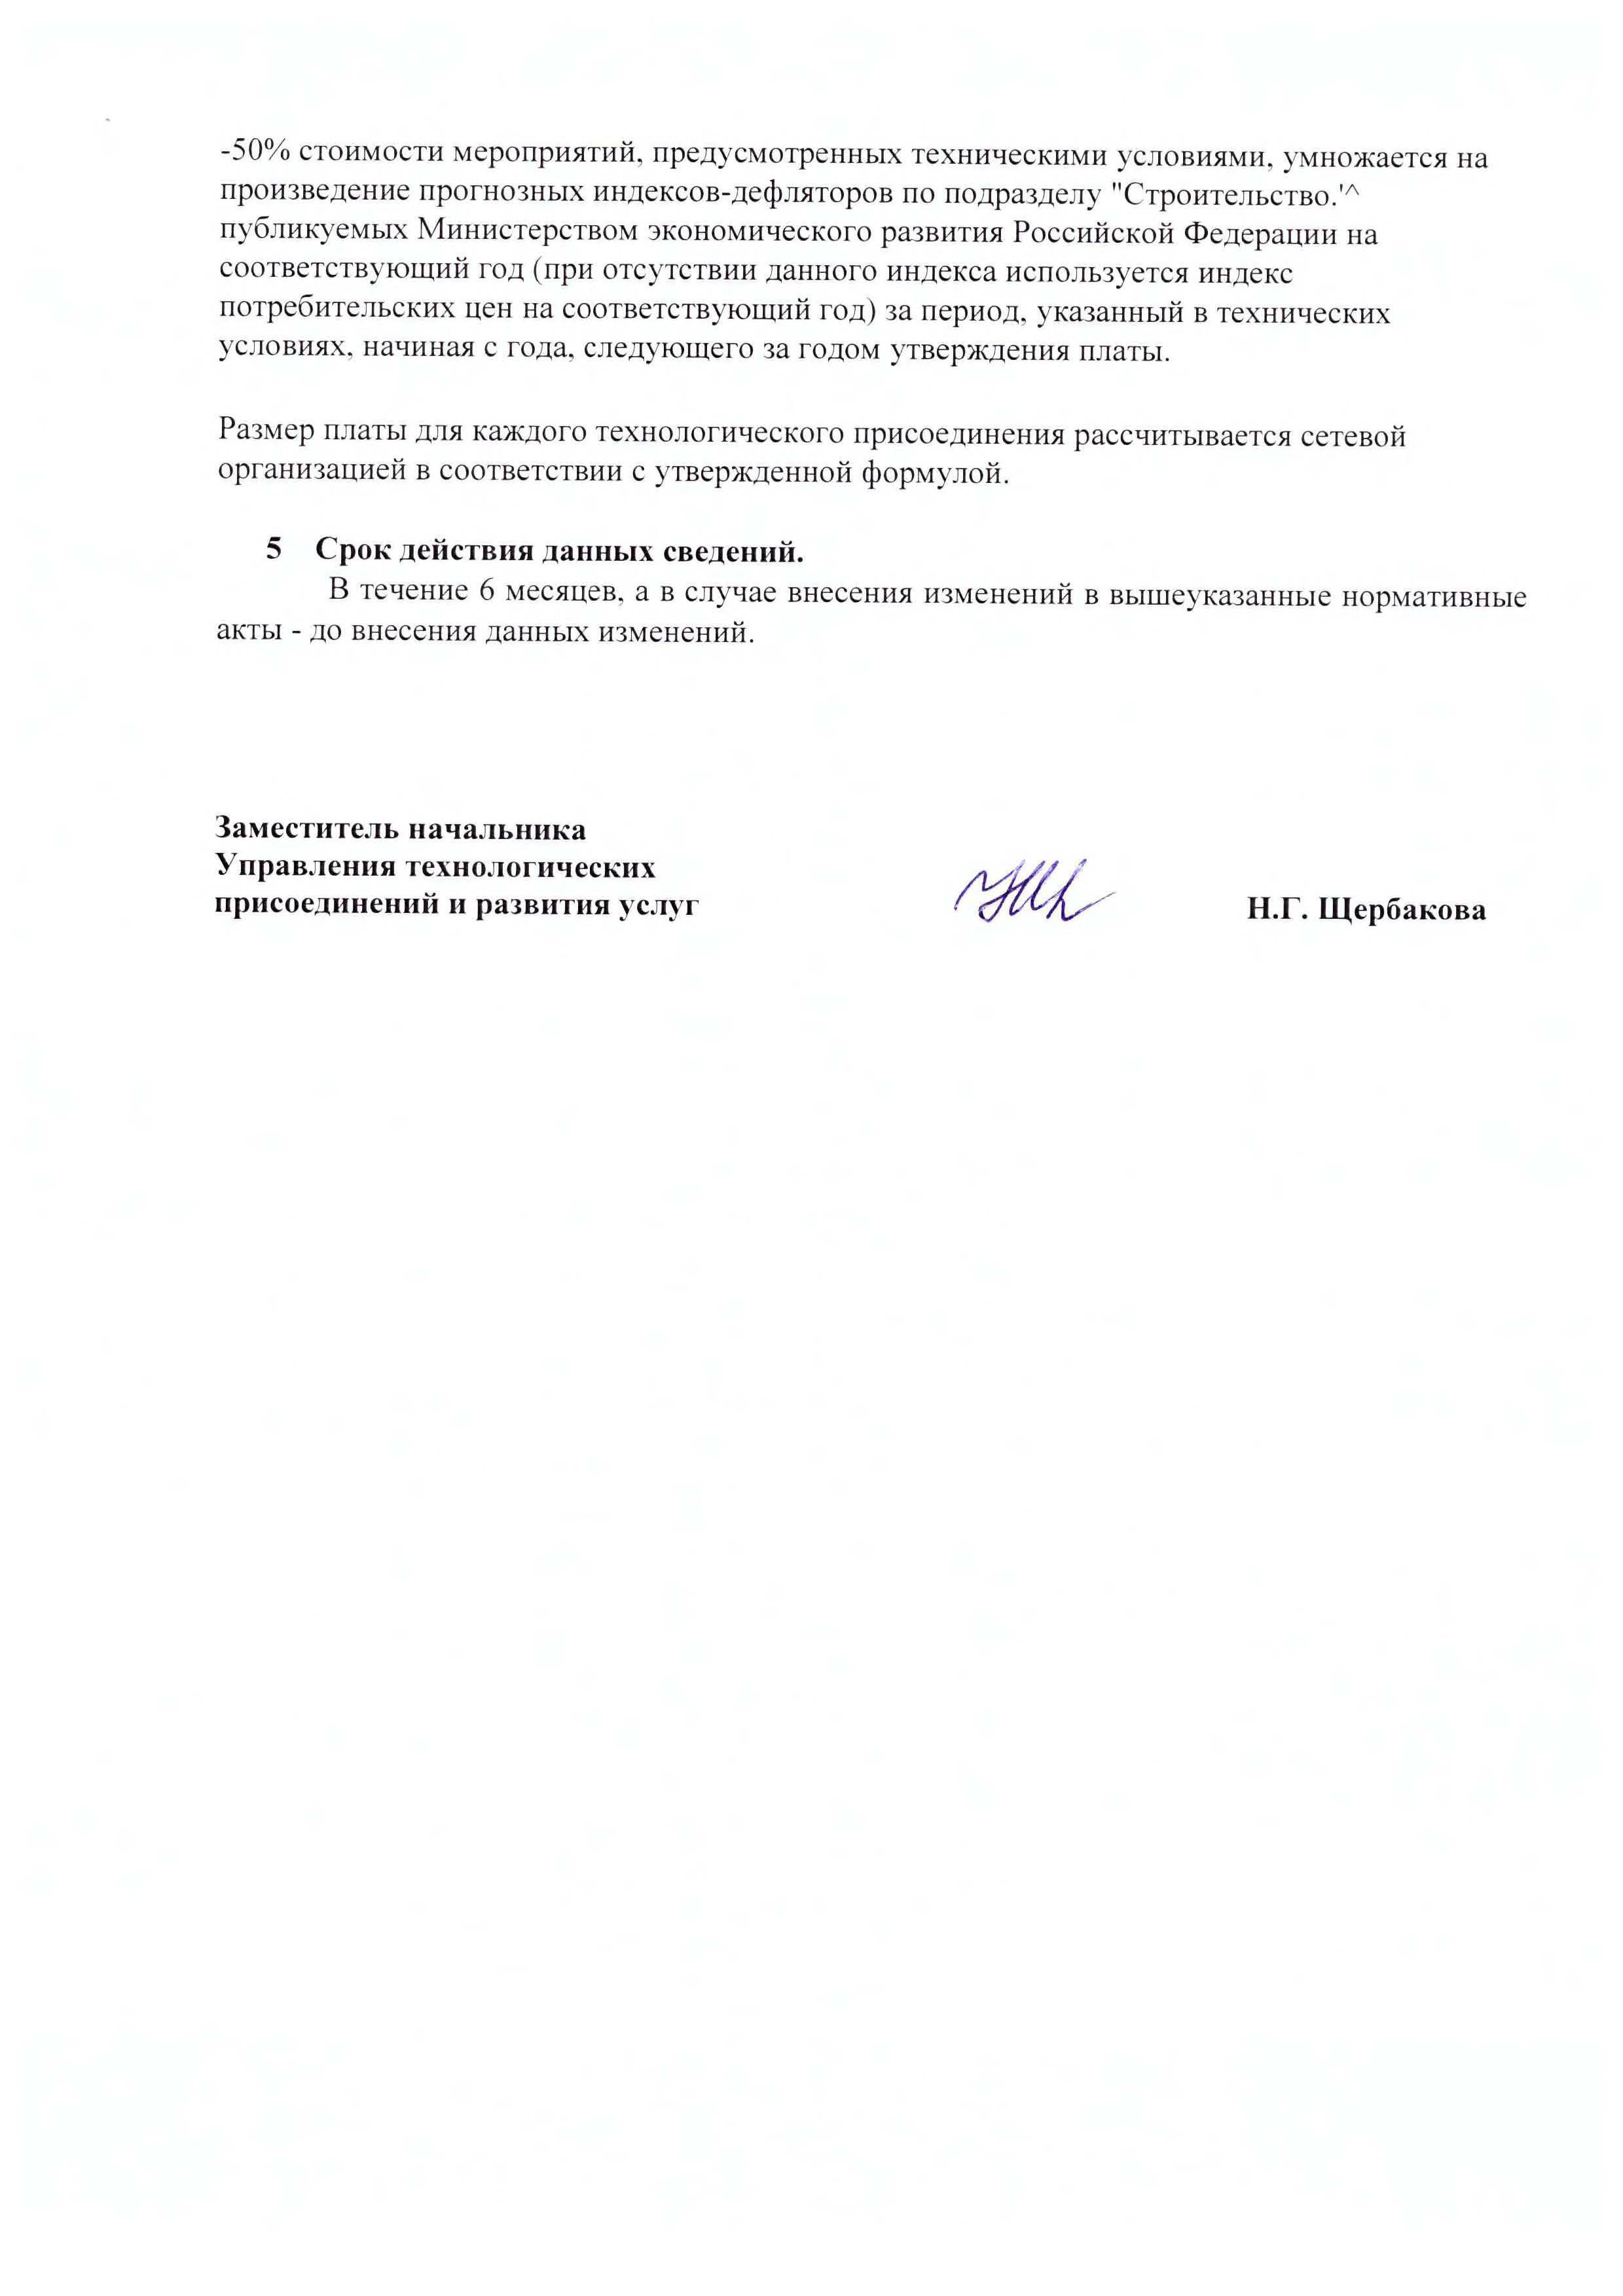 -50% стоимости мероприятий, предусмотренных техническими условиями, умножается на
произведение прогнозных индексов-дефляторов по подразделу "Строительство.'^
публикуемых Министерством экономического развития Российской Федерации на
соответствующий год (при отсутствии данного индекса используется индекс
потребительских цен на соответствующий год) за период, указанный в технических
условиях, начиная с года, следующего за годом утверждения платы.
Размер платы для каждого технологического присоединения рассчитывается сетевой
организацией в соответствии с утвержденной формулой.
5 Срок действия данных сведений.
В течение 6 месяцев, а в случае внесения изменений в вышеуказанные нормативные
акты - до внесения данных изменений.
Заместитель начальника
Управления технологических
присоединений и развития услуг
Н.Г. Щербакова